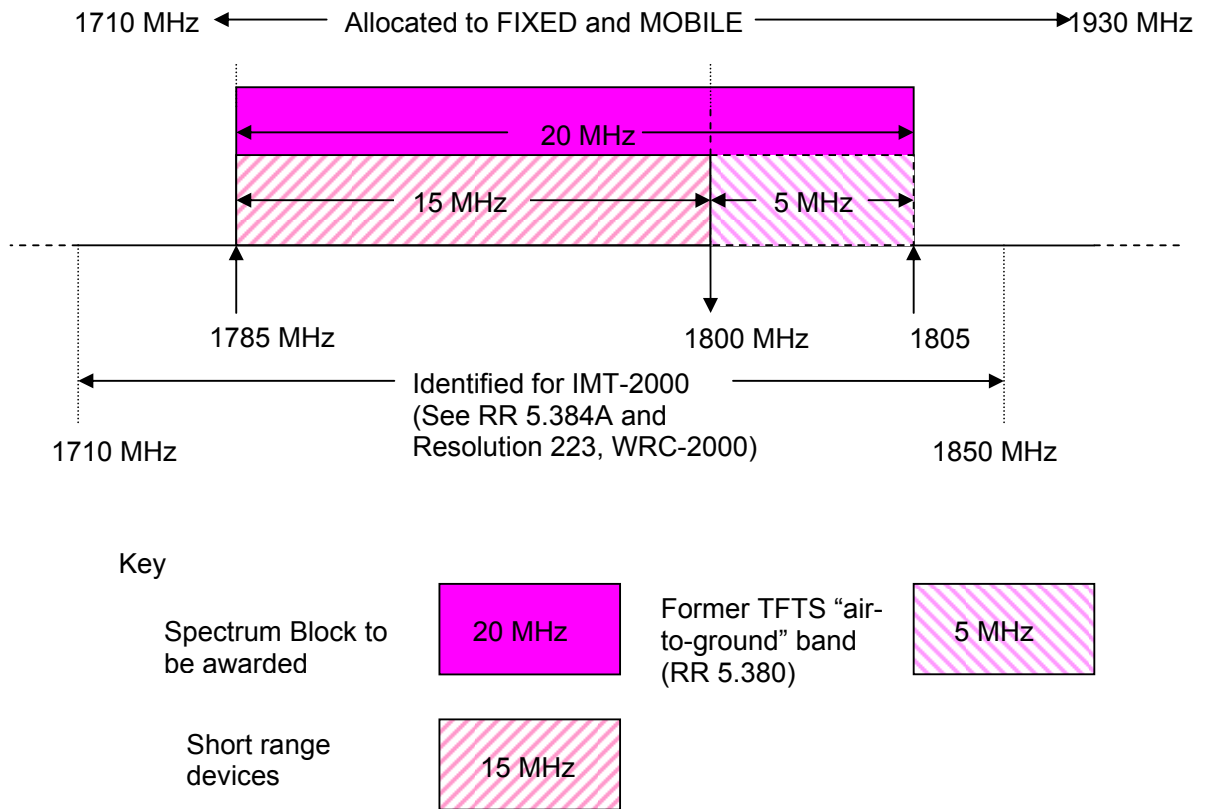 1710 MHz Allocated to FIXED and MOBILE 1930 MHz
20 MHz
15 MHz 5 MHz
1785 MHz 1800 MHz 1805
Identified for IMT-2000
(See RR 5.384A and
Resolution 223, WRC-2000)
1710 MHz 1850 MHz
Key
Spectrum Block to
be awarded
20 MHz
Former TFTS “air-
to-ground” band
(RR 5.380)
5 MHz
Short range
devices
15 MHz